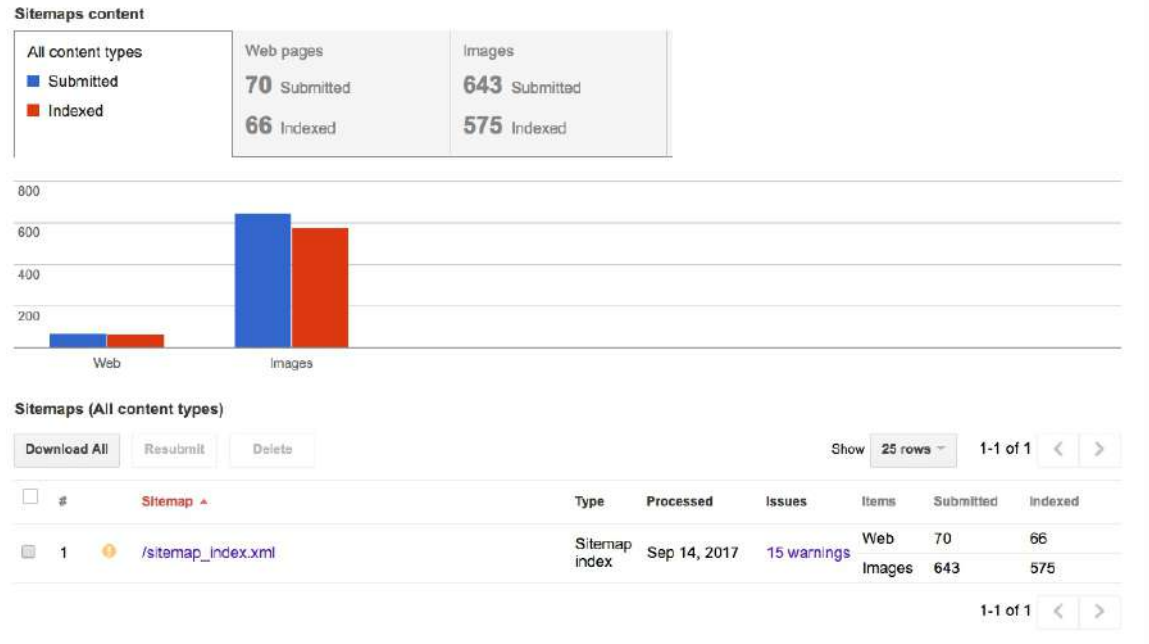 Sitemaps content
All content types
Submitted
Indexed
Web pages
70 Submitted
66 Indexed
Images
643 Submitted
575 Indexed
800
600
400
200
Web Images
Sitemaps (All content types)
Download All Resubmit Delete Show 25 rows 1-1 of 1
# Sitemap Type Processed Issues Items Submitted Indexed
1 /sitemap_index.xml Sitemap index Sep 14, 2017 15 warnings Web 70 66
Images 643 575
1-1 of 1